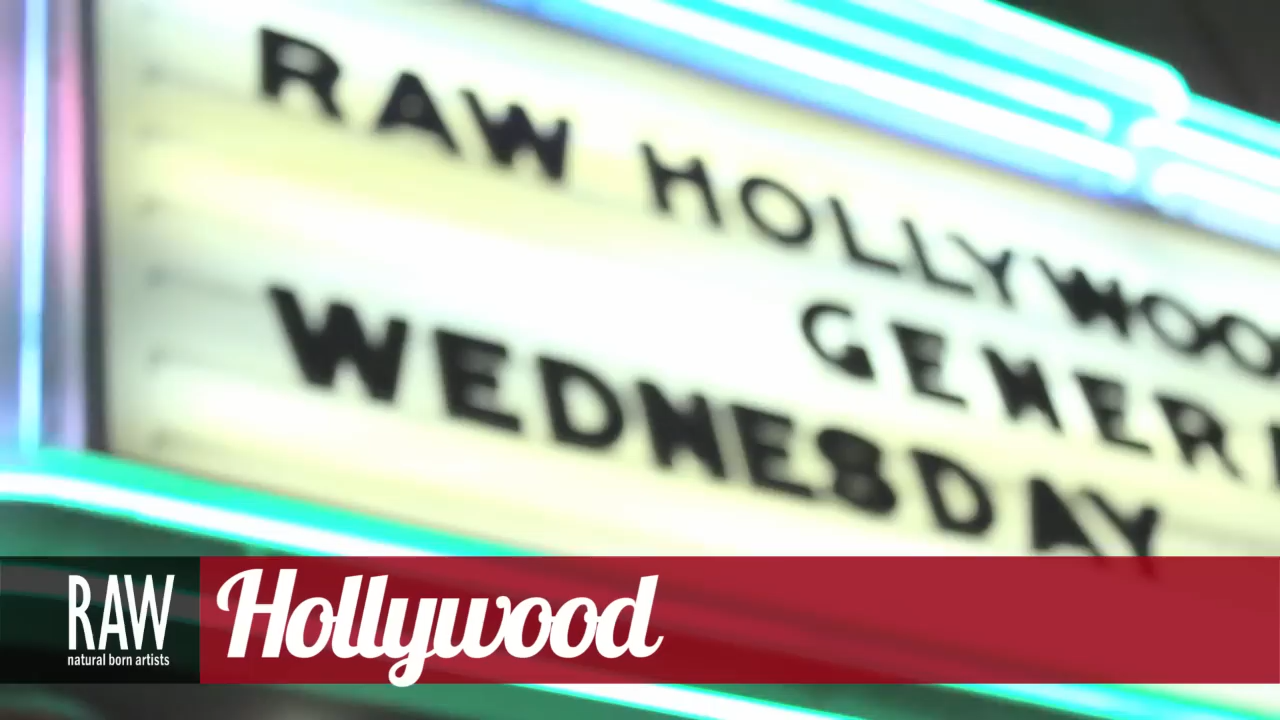 RAW HOLLYWOO
GENER
WEDNESDAY
RAW
natural born artists
Hollywood